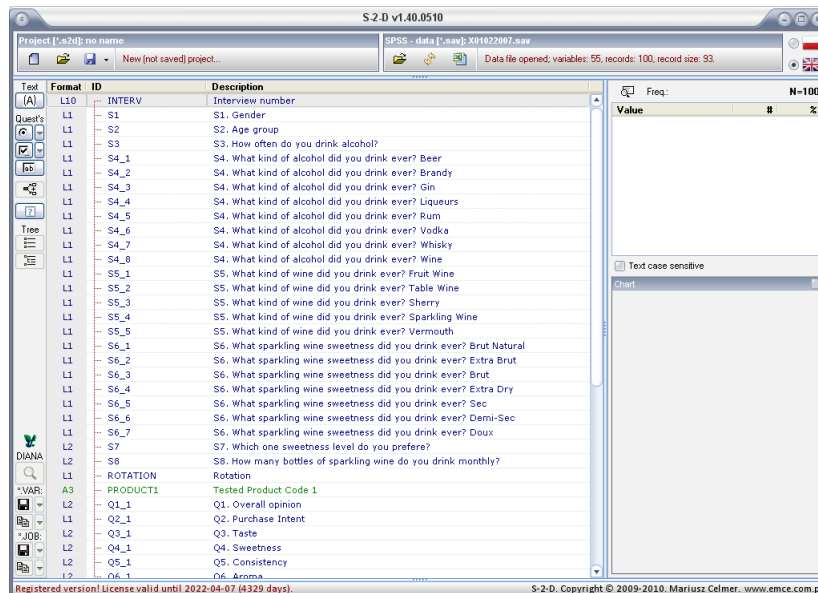 S-2-D v1.40.0510
Project [*.s2d]: no name
SPSS - data [*.sav]: X01022007.sav
New (not saved) project...
Data file opened; variables: 55, records: 100, record size: 93.
Text Format ID Description
(A) L10 INTERV Interview number
L1 S1 S1. Gender
Quest's
L1 S2 S2. Age group
L1 S3 S3. How often do you drink alcohol?
L1 S4_1 S4. What kind of alcohol did you drink ever? Beer
L1 S4_2 S4. What kind of alcohol did you drink ever? Brandy
ab
L1 S4_3 S4. What kind of alcohol did you drink ever? Gin
L1 S4_4 S4. What kind of alcohol did you drink ever? Liqueurs
L1 S4_5 S4. What kind of alcohol did you drink ever? Rum
?
L1 S4_6 S4. What kind of alcohol did you drink ever? Vodka
Tree
L1 S4_7 S4. What kind of alcohol did you drink ever? Whisky
L1 S4_8 S4. What kind of alcohol did you drink ever? Wine
L1 S5_1 S5. What kind of wine did you drink ever? Fruit Wine
L1 S5_2 S5. What kind of wine did you drink ever? Table Wine
L1 S5_3 S5. What kind of wine did you drink ever? Sherry
L1 S5_4 S5. What kind of wine did you drink ever? Sparkling Wine
L1 S5_5 S5. What kind of wine did you drink ever? Vermouth
L1 S6_1 S6. What sparkling wine sweetness did you drink ever? Brut Natural
L1 S6_2 S6. What sparkling wine sweetness did you drink ever? Extra Brut
L1 S6_3 S6. What sparkling wine sweetness did you drink ever? Brut
L1 S6_4 S6. What sparkling wine sweetness did you drink ever? Extra Dry
L1 S6_5 S6. What sparkling wine sweetness did you drink ever? Sec
L1 S6_6 S6. What sparkling wine sweetness did you drink ever? Demi-Sec
L1 S6_7 S6. What sparkling wine sweetness did you drink ever? Doux
L2 S7 S7. Which one sweetness level do you prefere?
DIANA
L2 S8 S8. How many bottles of sparkling wine do you drink monthly?
L1 ROTATION Rotation
*.VAR:
A3 PRODUCT1 Tested Product Code 1
L2 Q1_1 Q1. Overall opinion
L1 Q2_1 Q2. Purchase Intent
*.JOB:
L2 Q3_1 Q3. Taste
L2 Q4_1 Q4. Sweetness
L2 Q5_1 Q5. Consistency
L2 Q6_1 Q6. Aroma
Freq.: N=100
Value # %
Text case sensitive
Chart
Registered version! License valid until 2022-04-07 (4329 days).
S-2-D. Copyright © 2009-2010. Mariusz Celmer. www.emce.com.p